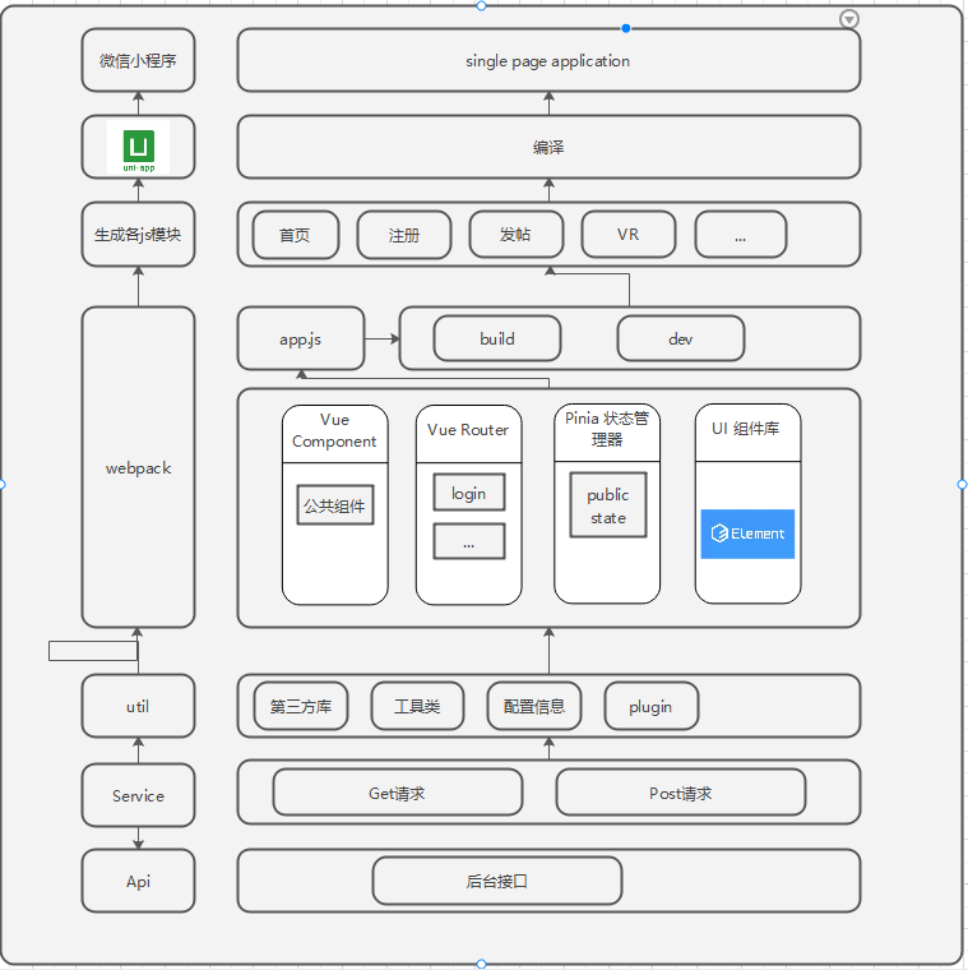 微信小程序
single page application
uni-app
编译
生成各js模块
首页
注册
发帖
VR
...
app.js
build
dev
webpack
Vue
Component
公共组件
Vue Router
login
...
Pinia 状态管
理器
public
state
UI 组件库
Element
util
第三方库
工具类
配置信息
plugin
Service
Get请求
Post请求
Api
后台接口